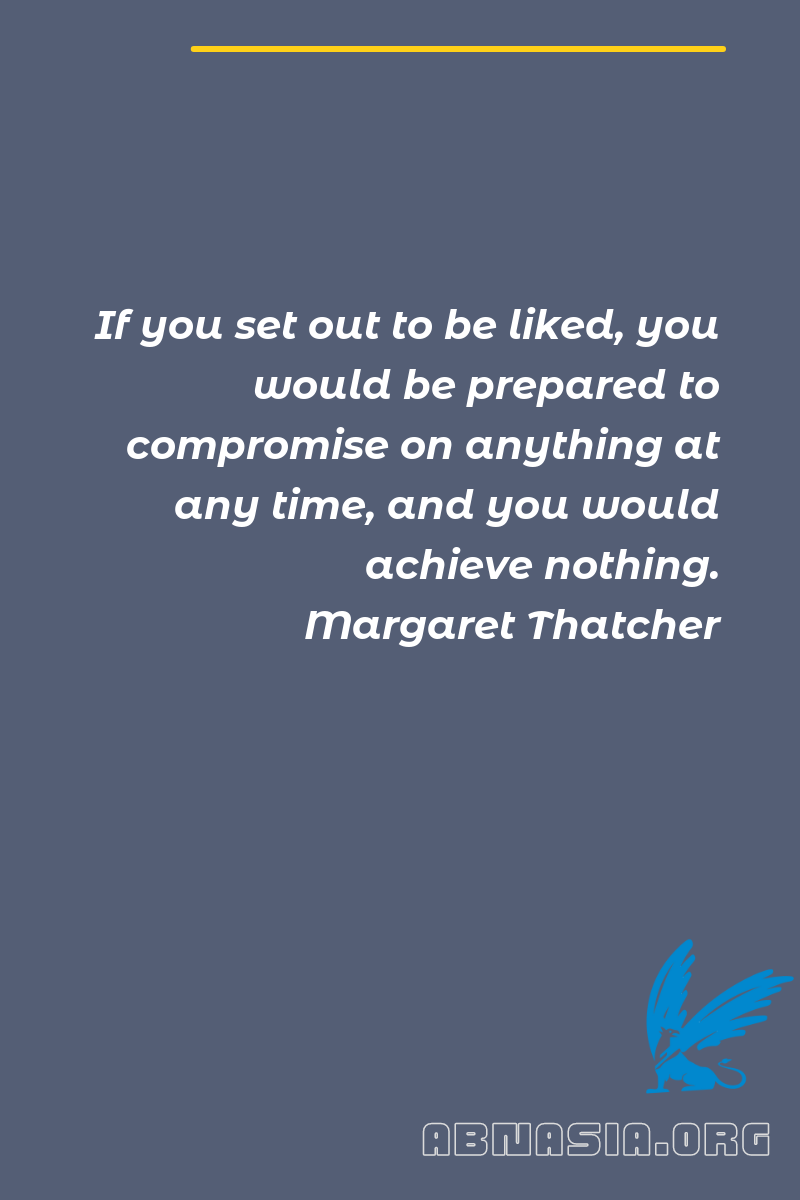 If you set out to be liked, you
would be prepared to
compromise on anything at
any time, and you would
achieve nothing.
Margaret Thatcher
ABNASIA.ORG